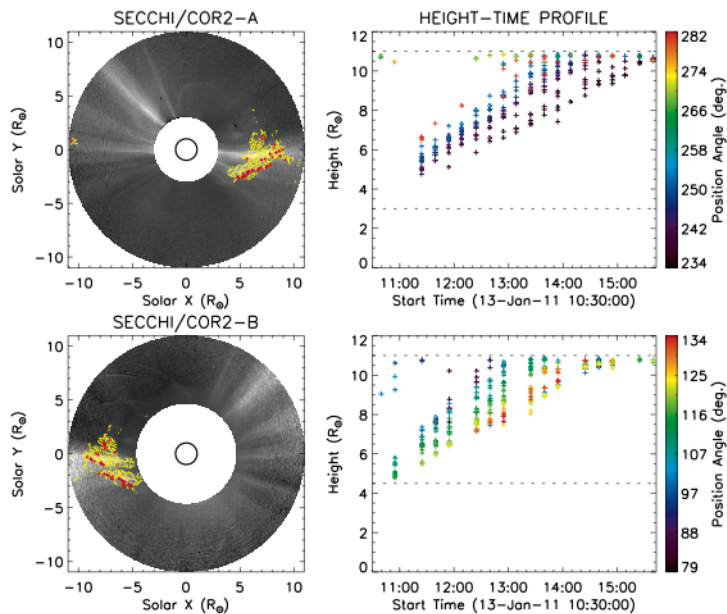 SECCHI/COR2-A
HEIGHT-TIME PROFILE
Solar Y (R⊙)
10
5
0
-5
-10
-10 -5 0 5 10
Solar X (R⊙)
Height (R⊙)
12
10
8
6
4
2
0
11:00 12:00 13:00 14:00 15:00
Start Time (13-Jan-11 10:30:00)
282
274
266
258
250
242
234
Position Angle (deg.)
SECCHI/COR2-B
Solar Y (R⊙)
10
5
0
-5
-10
-10 -5 0 5 10
Solar X (R⊙)
Height (R⊙)
12
10
8
6
4
2
0
11:00 12:00 13:00 14:00 15:00
Start Time (13-Jan-11 10:30:00)
134
125
116
107
97
88
79
Position Angle (deg.)